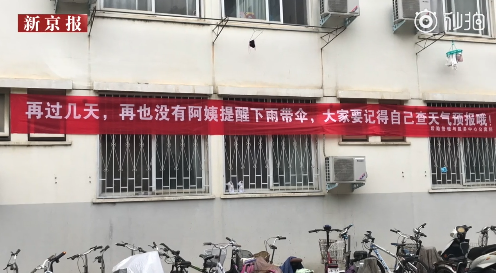 新京报
秒拍
再过几天，再也没有阿姨提醒下雨带伞，大家要记得自己查天气预报哦！